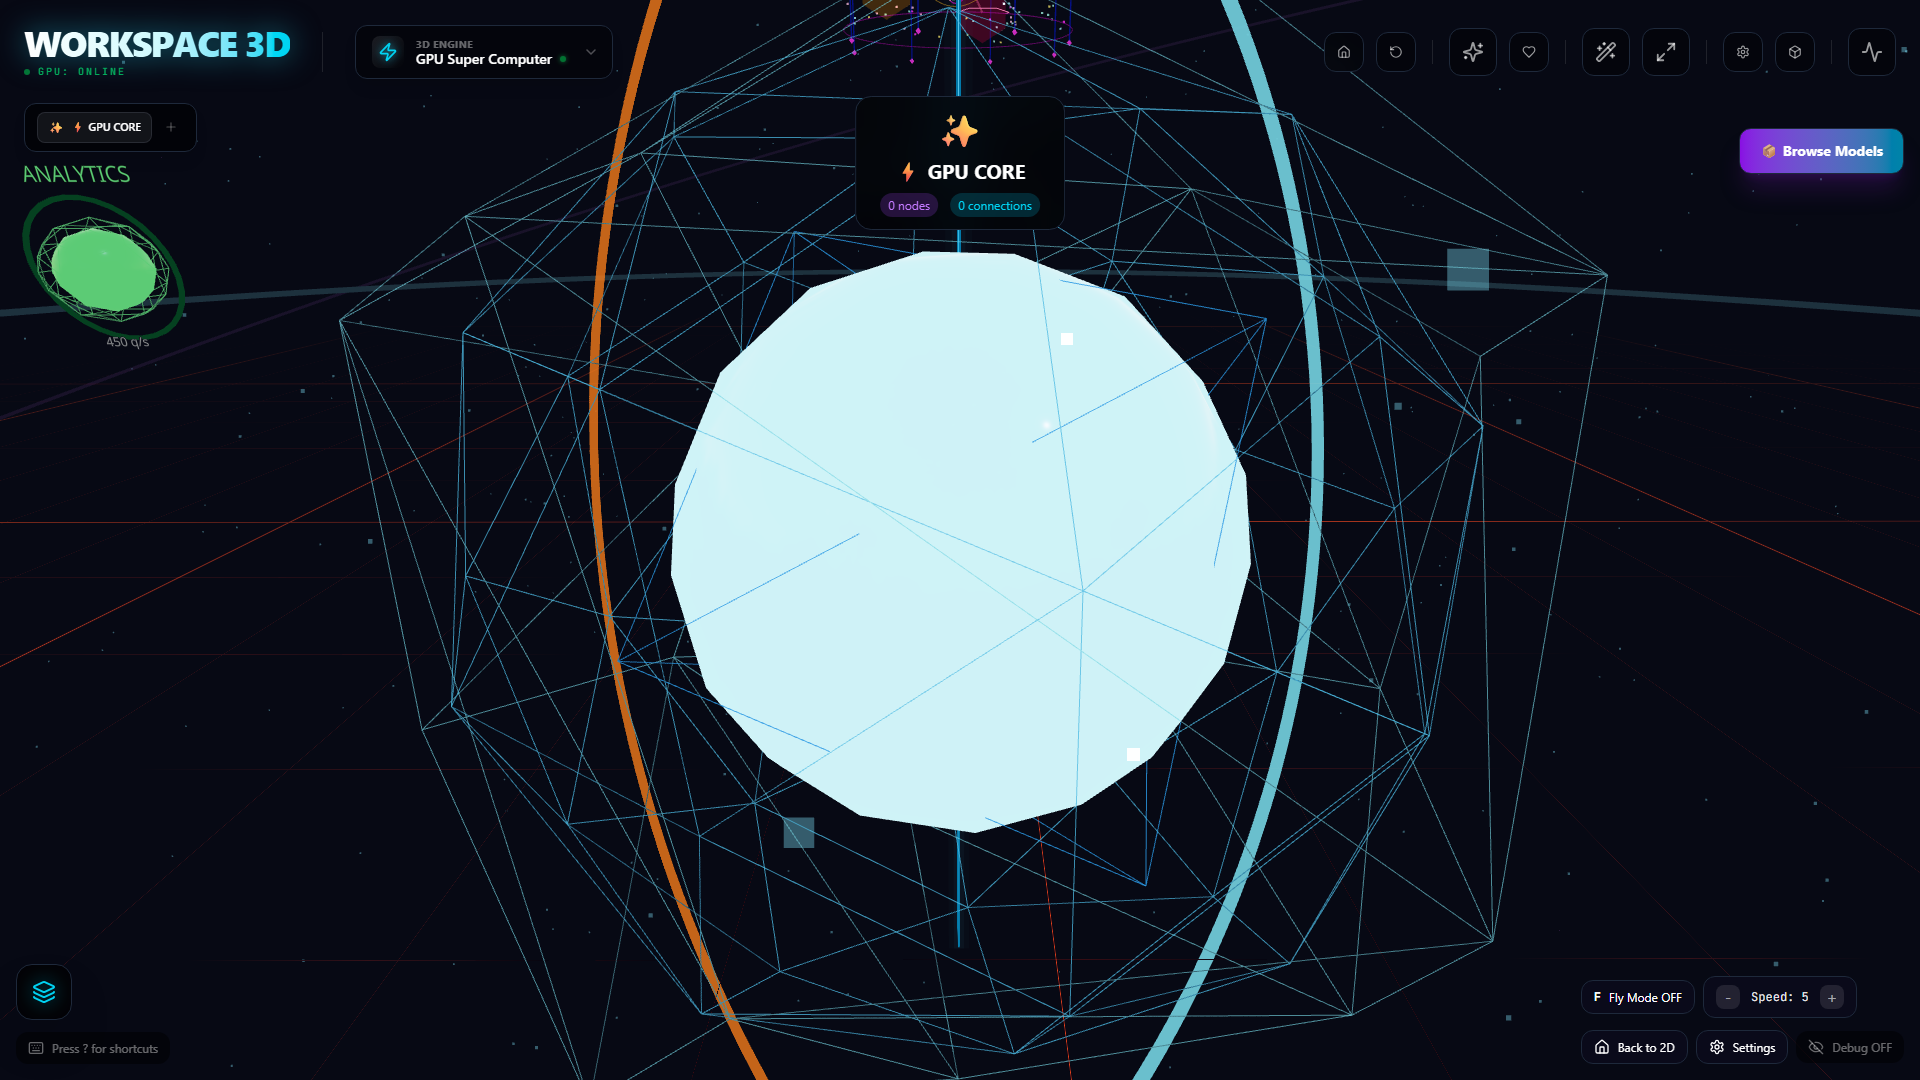 WORKSPACE 3D
GPU: ONLINE
3D ENGINE
GPU Super Computer
GPU CORE
+
ANALYTICS
450 q/s
GPU CORE
0 nodes
0 connections
Browse Models
Press ? for shortcuts
F Fly Mode OFF
- Speed: 5 +
Back to 2D
Settings
Debug OFF